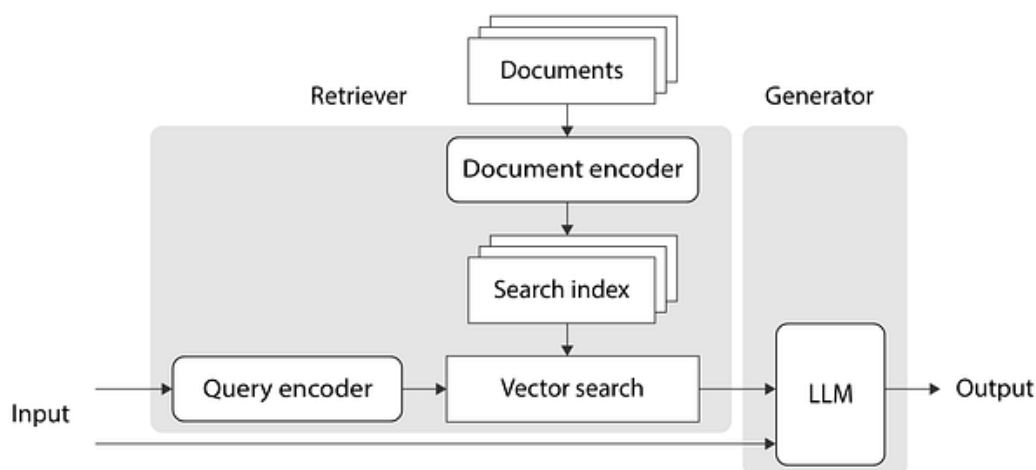 Documents
Retriever
Generator
Document encoder
Search index
Query encoder
Vector search
LLM
Output
Input